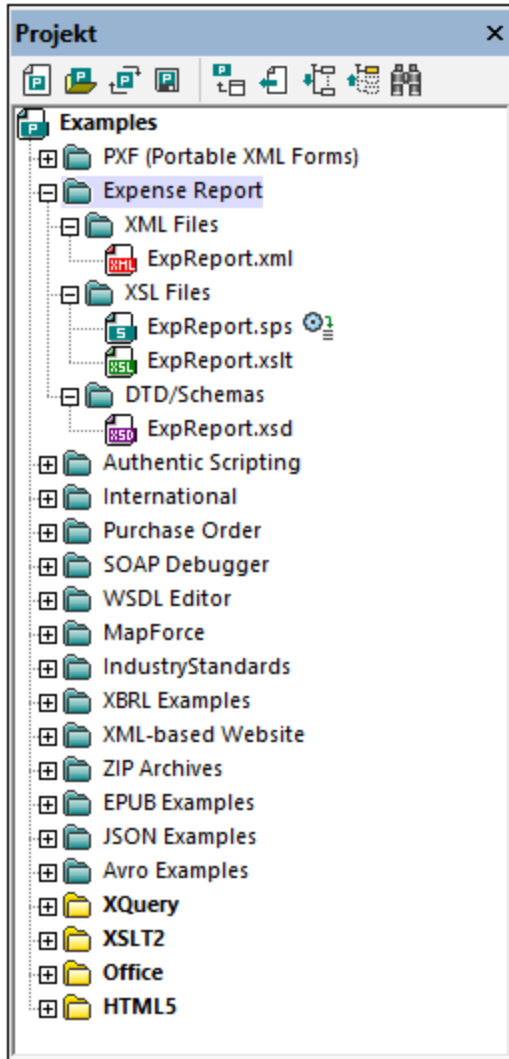 Projekt
Examples
PXF (Portable XML Forms)
Expense Report
XML Files
ExpReport.xml
XSL Files
ExpReport.sps
ExpReport.xslt
DTD/Schemas
ExpReport.xsd
Authentic Scripting
International
Purchase Order
SOAP Debugger
WSDL Editor
MapForce
IndustryStandards
XBRL Examples
XML-based Website
ZIP Archives
EPUB Examples
JSON Examples
Avro Examples
XQuery
XSLT2
Office
HTML5